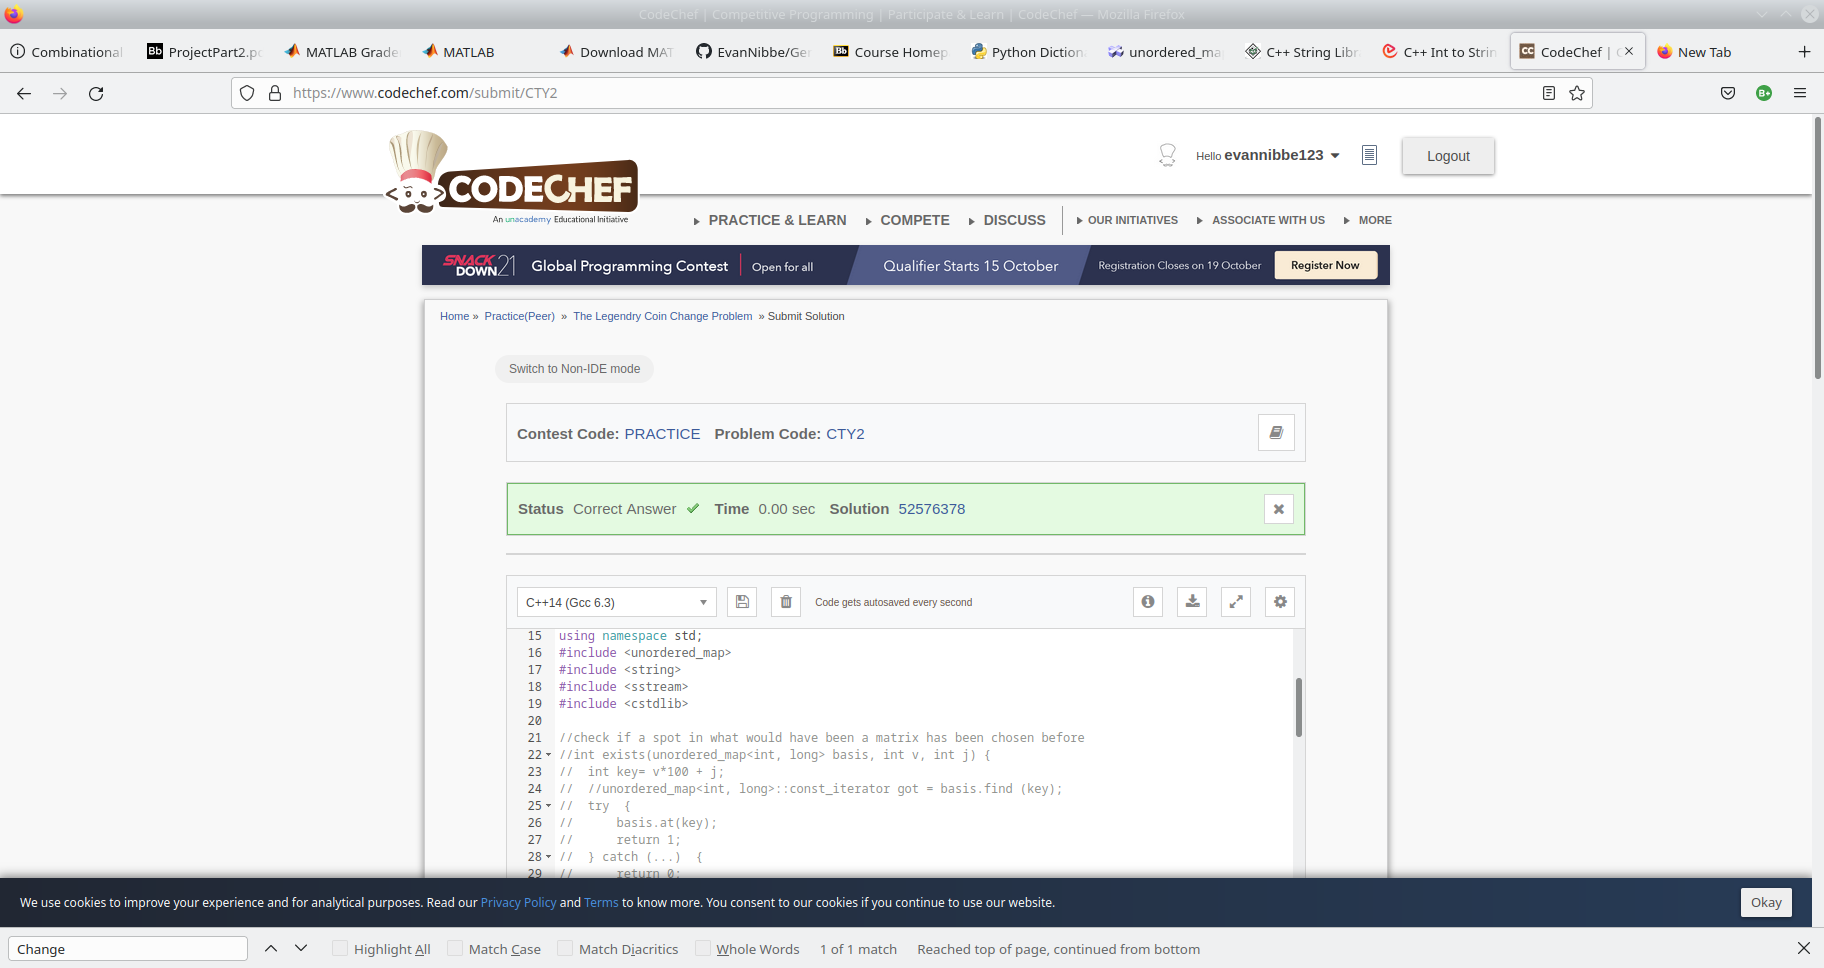 CodeChef | Competitive Programming | Participate & Learn | CodeChef — Mozilla Firefox
Combinational
Bb ProjectPart2.pd
MATLAB Grade
MATLAB
Download MAT
EvanNibbe/Ger
Bb Course Homep
Python Diction
unordered_ma
C++ String Libr
C++ Int to Strin
CC CodeChef | C
New Tab
https://www.codechef.com/submit/CTY2
B+
CODECHEF
An unacademy Educational Initiative
Hello evannibbe123
Logout
PRACTICE & LEARN
COMPETE
DISCUSS
OUR INITIATIVES
ASSOCIATE WITH US
MORE
SNACK DOWN 21 Global Programming Contest Open for all Qualifier Starts 15 October Registration Closes on 19 October Register Now
Home » Practice(Peer) » The Legendry Coin Change Problem » Submit Solution
Switch to Non-IDE mode
Contest Code: PRACTICE Problem Code: CTY2
Status Correct Answer Time 0.00 sec Solution 52576378
C++14 (Gcc 6.3)
Code gets autosaved every second
15 using namespace std;
16 #include <unordered_map>
17 #include <string>
18 #include <sstream>
19 #include <cstdlib>
20
21 //check if a spot in what would have been a matrix has been chosen before
22 //int exists(unordered_map<int, long> basis, int v, int j) {
23 //  int key= v*100 + j;
24 //  //unordered_map<int, long>::const_iterator got = basis.find (key);
25 //  try  {
26 //      basis.at(key);
27 //      return 1;
28 //  } catch (...)  {
29 //      return 0;
We use cookies to improve your experience and for analytical purposes. Read our Privacy Policy and Terms to know more. You consent to our cookies if you continue to use our website.
Okay
Change
Highlight All
Match Case
Match Diacritics
Whole Words
1 of 1 match
Reached top of page, continued from bottom